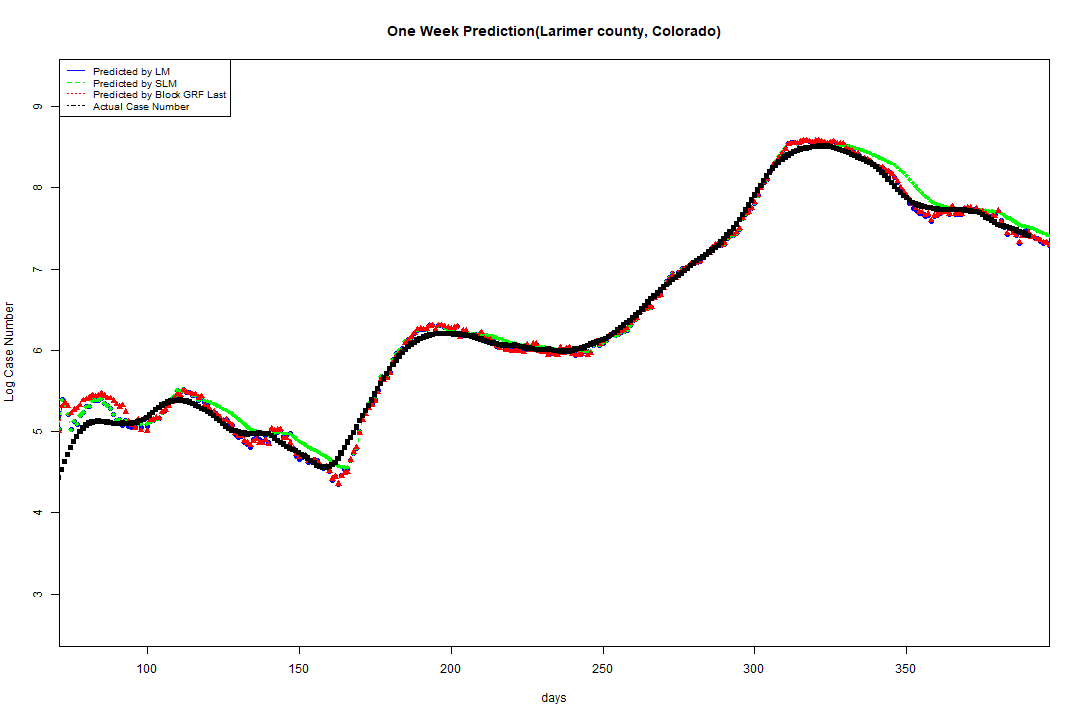 One Week Prediction(Larimer county, Colorado)
Predicted by LM
Predicted by SLM
Predicted by Block GRF Last
Actual Case Number
9
8
7
6
5
4
3
Log Case Number
100 150 200 250 300 350
days